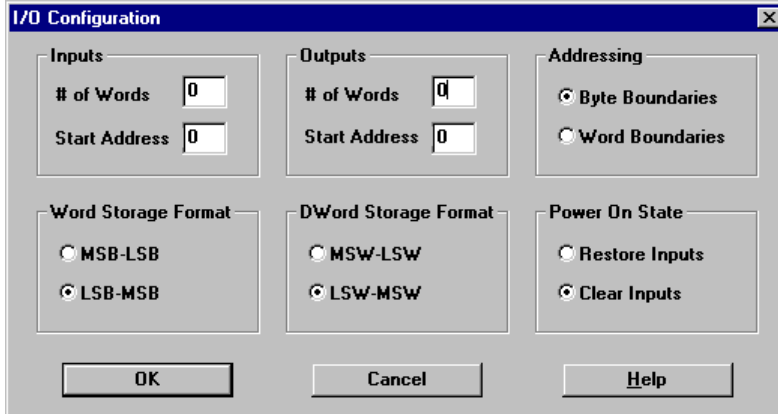 I/O Configuration
Inputs
# of Words 0
Start Address 0
Outputs
# of Words 0
Start Address 0
Addressing
Byte Boundaries
Word Boundaries
Word Storage Format
MSB-LSB
LSB-MSB
DWord Storage Format
MSW-LSW
LSW-MSW
Power On State
Restore Inputs
Clear Inputs
OK
Cancel
Help